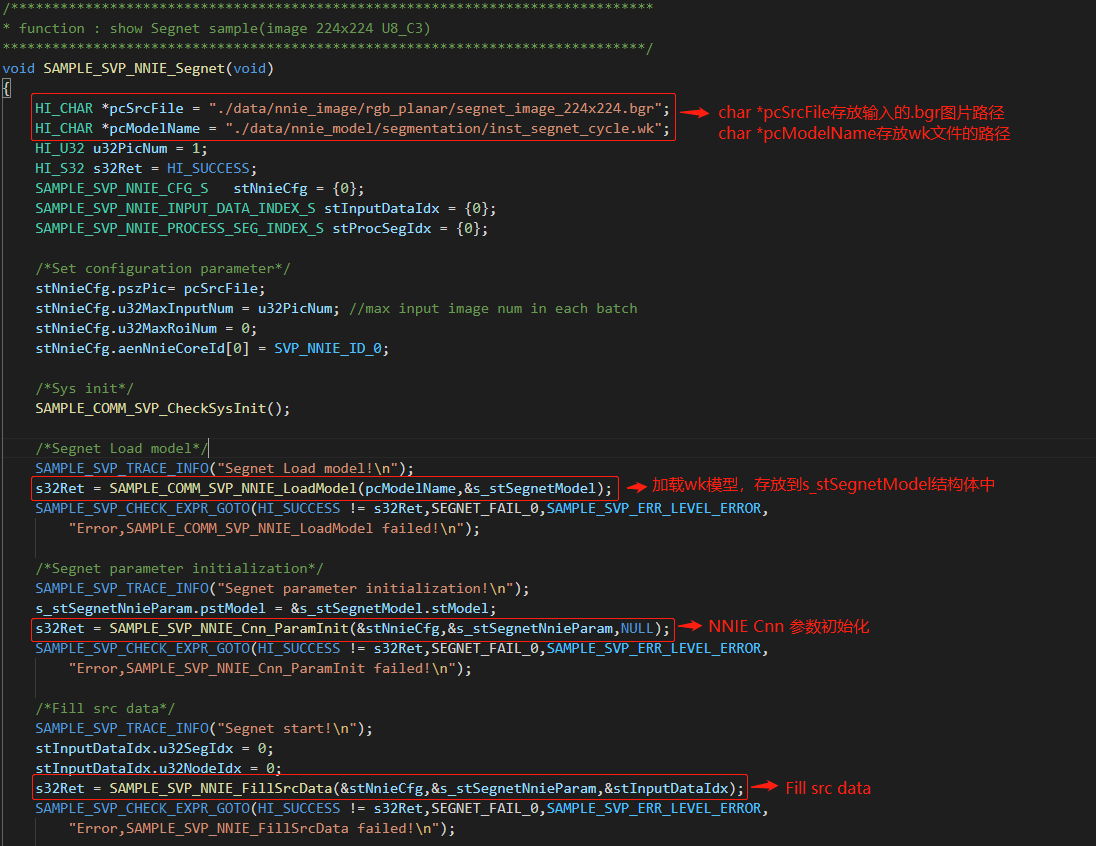 /******************************************************************************
* function : show Segnet sample(image 224x224 U8_C3)
******************************************************************************/
void SAMPLE_SVP_NNIE_Segnet(void)
{
HI_CHAR *pcSrcFile = "./data/nnie_image/rgb_planar/segnet_image_224x224.bgr";
char *pcSrcFile存放输入的.bgr图片路径
HI_CHAR *pcModelName = "./data/nnie_model/segmentation/inst_segnet_cycle.wk";
char *pcModelName存放wk文件的路径
HI_U32 u32PicNum = 1;
HI_S32 s32Ret = HI_SUCCESS;
SAMPLE_SVP_NNIE_CFG_S   stNnieCfg = {0};
SAMPLE_SVP_NNIE_INPUT_DATA_INDEX_S stInputDataIdx = {0};
SAMPLE_SVP_NNIE_PROCESS_SEG_INDEX_S stProcSegIdx = {0};
/*Set configuration parameter*/
stNnieCfg.pszPic= pcSrcFile;
stNnieCfg.u32MaxInputNum = u32PicNum; //max input image num in each batch
stNnieCfg.u32MaxRoiNum = 0;
stNnieCfg.aenNnieCoreId[0] = SVP_NNIE_ID_0;
/*Sys init*/
SAMPLE_COMM_SVP_CheckSysInit();
/*Segnet Load model*/
SAMPLE_SVP_TRACE_INFO("Segnet Load model!\n");
s32Ret = SAMPLE_COMM_SVP_NNIE_LoadModel(pcModelName,&s_stSegnetModel);
加载wk模型，存放到s_stSegnetModel结构体中
SAMPLE_SVP_CHECK_EXPR_GOTO(HI_SUCCESS != s32Ret,SEGNET_FAIL_0,SAMPLE_SVP_ERR_LEVEL_ERROR,
"Error,SAMPLE_COMM_SVP_NNIE_LoadModel failed!\n");
/*Segnet parameter initialization*/
SAMPLE_SVP_TRACE_INFO("Segnet parameter initialization!\n");
s_stSegnetNnieParam.pstModel = &s_stSegnetModel.stModel;
s32Ret = SAMPLE_SVP_NNIE_Cnn_ParamInit(&stNnieCfg,&s_stSegnetNnieParam,NULL);
NNIE Cnn 参数初始化
SAMPLE_SVP_CHECK_EXPR_GOTO(HI_SUCCESS != s32Ret,SEGNET_FAIL_0,SAMPLE_SVP_ERR_LEVEL_ERROR,
"Error,SAMPLE_SVP_NNIE_Cnn_ParamInit failed!\n");
/*Fill src data*/
SAMPLE_SVP_TRACE_INFO("Segnet start!\n");
stInputDataIdx.u32SegIdx = 0;
stInputDataIdx.u32NodeIdx = 0;
s32Ret = SAMPLE_SVP_NNIE_FillSrcData(&stNnieCfg,&s_stSegnetNnieParam,&stInputDataIdx);
Fill src data
SAMPLE_SVP_CHECK_EXPR_GOTO(HI_SUCCESS != s32Ret,SEGNET_FAIL_0,SAMPLE_SVP_ERR_LEVEL_ERROR,
"Error,SAMPLE_SVP_NNIE_FillSrcData failed!\n");